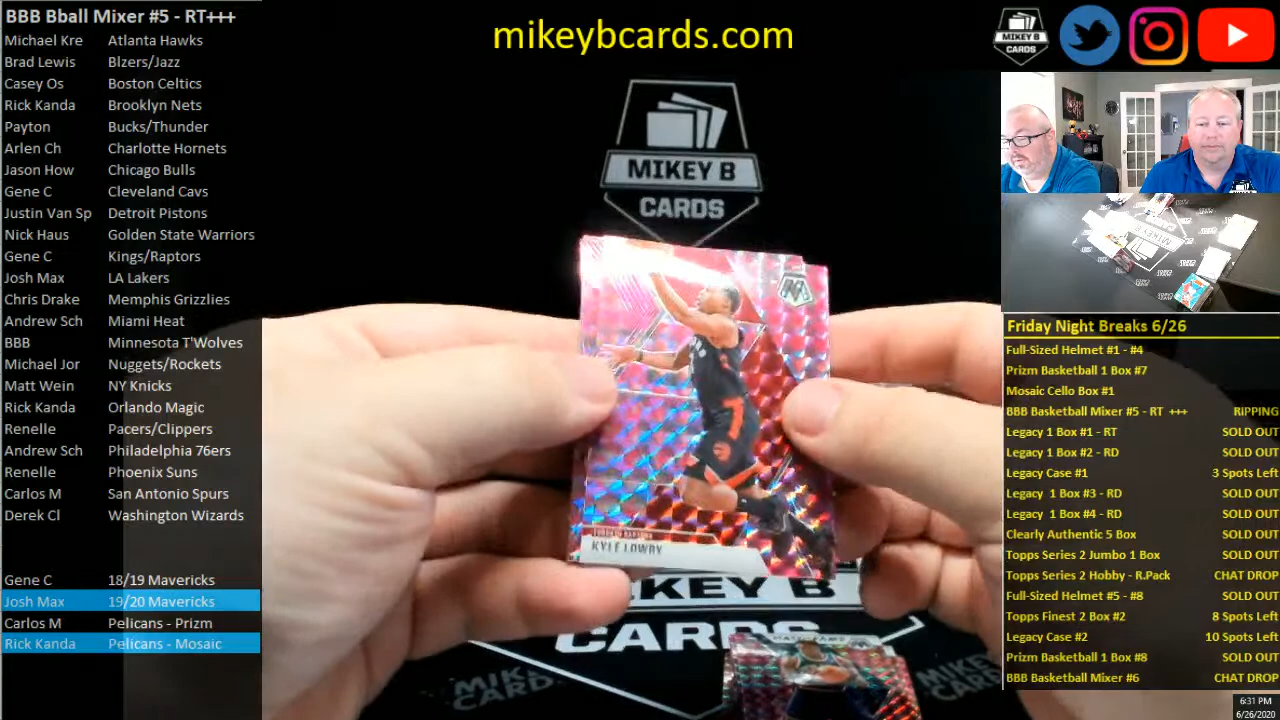 BBB Bball Mixer #5 - RT+++
Michael Kre Atlanta Hawks
Brad Lewis Blzers/Jazz
Casey Os Boston Celtics
Rick Kanda Brooklyn Nets
Payton Bucks/Thunder
Arlen Ch Charlotte Hornets
Jason How Chicago Bulls
Gene C Cleveland Cavs
Justin Van Sp Detroit Pistons
Nick Haus Golden State Warriors
Gene C Kings/Raptors
Josh Max LA Lakers
Chris Drake Memphis Grizzlies
Andrew Sch Miami Heat
BBB Minnesota T'Wolves
Michael Jor Nuggets/Rockets
Matt Wein NY Knicks
Rick Kanda Orlando Magic
Renelle Pacers/Clippers
Andrew Sch Philadelphia 76ers
Renelle Phoenix Suns
Carlos M San Antonio Spurs
Derek Cl Washington Wizards
Gene C 18/19 Mavericks
Josh Max 19/20 Mavericks
Carlos M Pelicans - Prizm
Rick Kanda Pelicans - Mosaic
mikeybcards.com
MIKEY B
CARDS
TORONTO RAPTORS
KYLE LOWRY
KEY B
CARDS
MIKEY
CARD
MIKEY B
CARDS
MIKEY B
Friday Night Breaks 6/26
Full-Sized Helmet #1 - #4
Prizm Basketball 1 Box #7
Mosaic Cello Box #1
BBB Basketball Mixer #5 - RT +++ RiPPING
Legacy 1 Box #1 - RT SOLD OUT
Legacy 1 Box #2 - RD SOLD OUT
Legacy Case #1 3 Spots Left
Legacy 1 Box #3 - RD SOLD OUT
Legacy 1 Box #4 - RD SOLD OUT
Clearly Authentic 5 Box SOLD OUT
Topps Series 2 Jumbo 1 Box SOLD OUT
Topps Series 2 Hobby - R.Pack CHAT DROP
Full-Sized Helmet #5 - #8 SOLD OUT
Topps Finest 2 Box #2 8 Spots Left
Legacy Case #2 10 Spots Left
Prizm Basketball 1 Box #8 SOLD OUT
BBB Basketball Mixer #6 CHAT DROP
6:31 PM
6/26/2020